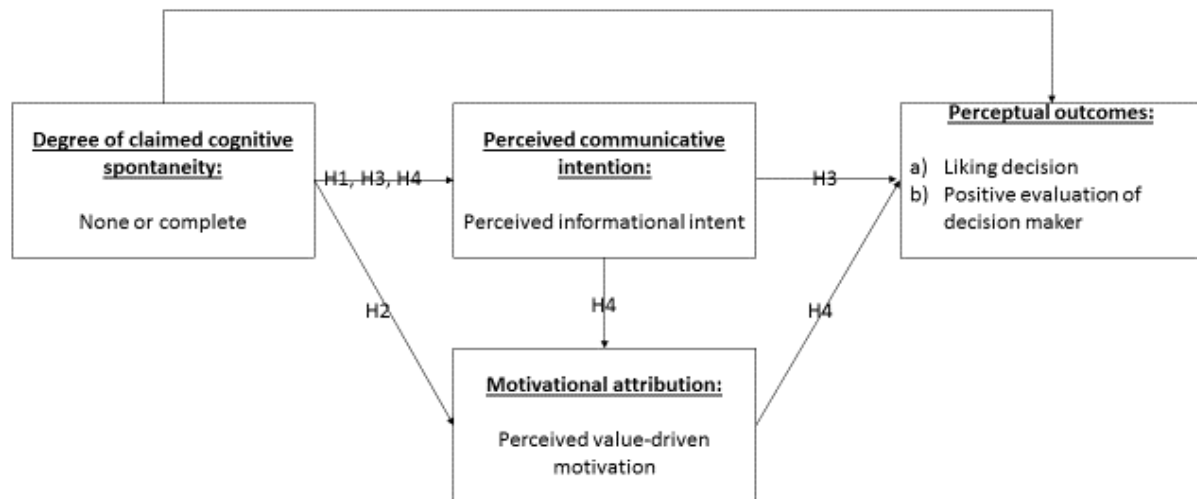 Degree of claimed cognitive
spontaneity:
None or complete
H1, H3, H4
Perceived communicative
intention:
Perceived informational intent
H3
Perceptual outcomes:
a) Liking decision
b) Positive evaluation of
decision maker
H2
H4
H4
Motivational attribution:
Perceived value-driven
motivation